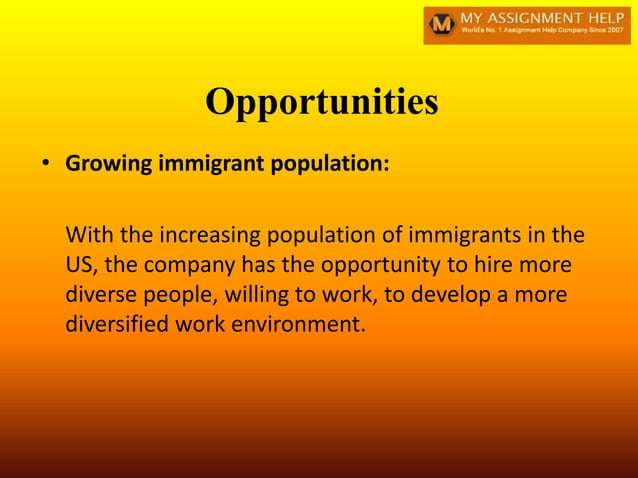 M
MY ASSIGNMENT HELP
World's No. 1 Assignment Help Company Since 2007
Opportunities
• Growing immigrant population:
With the increasing population of immigrants in the
US, the company has the opportunity to hire more
diverse people, willing to work, to develop a more
diversified work environment.